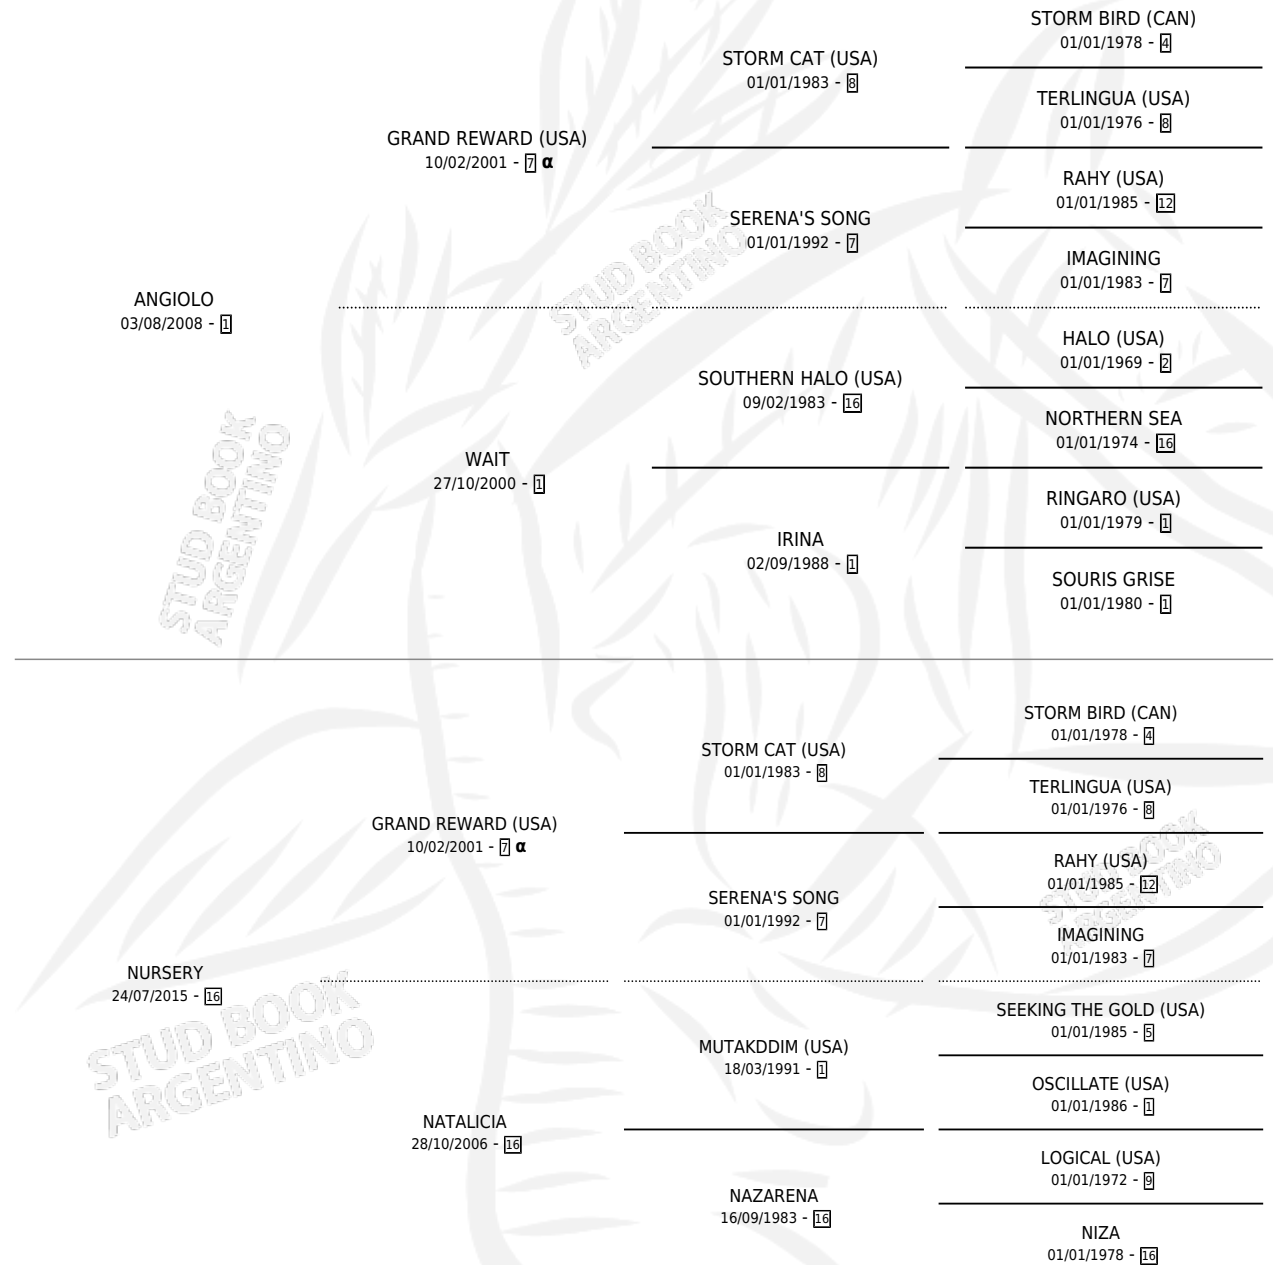 STORM BIRD (CAN)
01/01/1978 - 4
STORM CAT (USA)
01/01/1983 - 8
TERLINGUA (USA)
01/01/1976 - 8
GRAND REWARD (USA)
10/02/2001 - 7 α
RAHY (USA)
01/01/1985 - 12
SERENA'S SONG
01/01/1992 - 7
IMAGINING
01/01/1983 - 7
ANGIOLO
03/08/2008 - 1
HALO (USA)
01/01/1969 - 2
SOUTHERN HALO (USA)
09/02/1983 - 16
NORTHERN SEA
01/01/1974 - 16
WAIT
27/10/2000 - 1
RINGARO (USA)
01/01/1979 - 1
IRINA
02/09/1988 - 1
SOURIS GRISE
01/01/1980 - 1
STUD BOOK
ARGENTINO
STUD BOOK
ARGENTINO
STORM BIRD (CAN)
01/01/1978 - 4
STORM CAT (USA)
01/01/1983 - 8
TERLINGUA (USA)
01/01/1976 - 8
GRAND REWARD (USA)
10/02/2001 - 7 α
RAHY (USA)
01/01/1985 - 12
SERENA'S SONG
01/01/1992 - 7
IMAGINING
01/01/1983 - 7
NURSERY
24/07/2015 - 16
SEEKING THE GOLD (USA)
01/01/1985 - 5
MUTAKDDIM (USA)
18/03/1991 - 1
OSCILLATE (USA)
01/01/1986 - 1
NATALICIA
28/10/2006 - 16
LOGICAL (USA)
01/01/1972 - 9
NAZARENA
16/09/1983 - 16
NIZA
01/01/1978 - 16
STUD BOOK
ARGENTINO
STUD BOOK
ARGENTINO